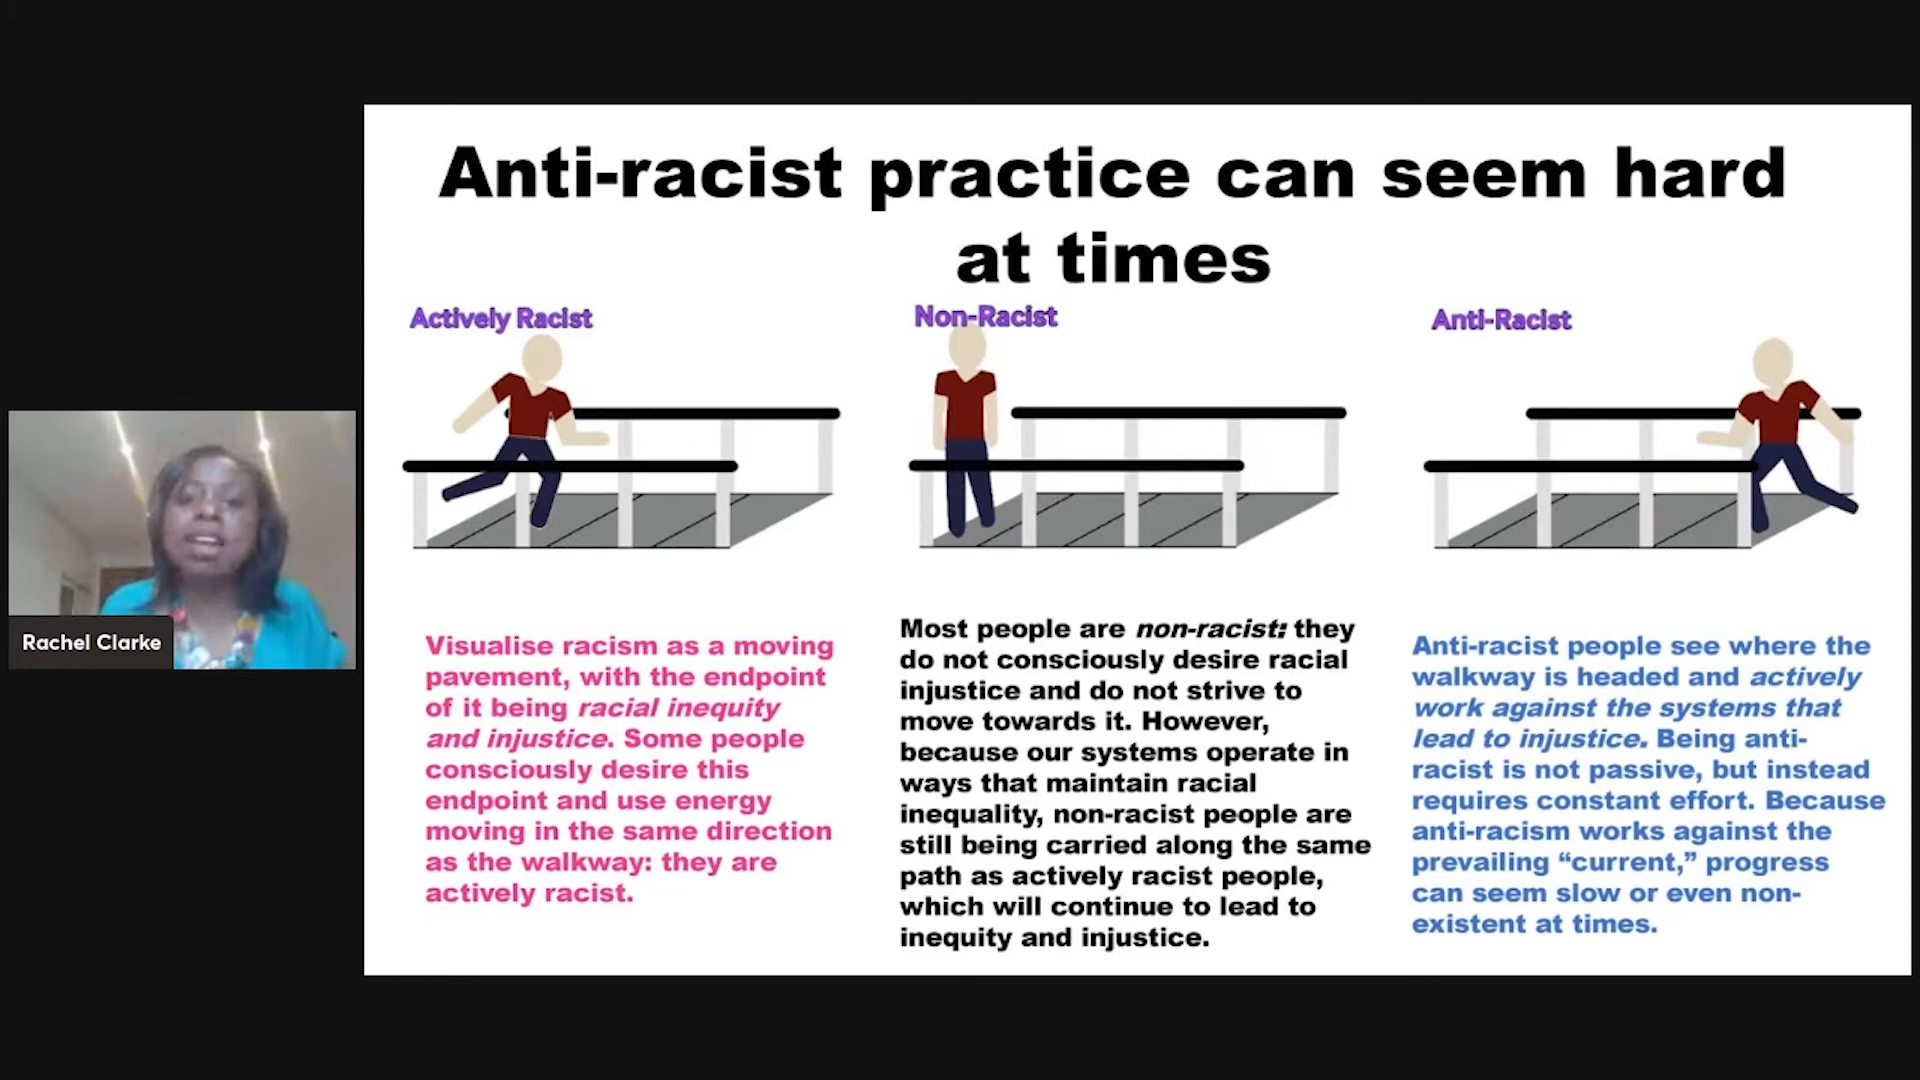 Anti-racist practice can seem hard
at times
Actively Racist
Non-Racist
Anti-Racist
Visualise racism as a moving
pavement, with the endpoint
of it being racial inequity
and injustice. Some people
consciously desire this
endpoint and use energy
moving in the same direction
as the walkway: they are
actively racist.
Most people are non-racist: they
do not consciously desire racial
injustice and do not strive to
move towards it. However,
because our systems operate in
ways that maintain racial
inequality, non-racist people are
still being carried along the same
path as actively racist people,
which will continue to lead to
inequity and injustice.
Anti-racist people see where the
walkway is headed and actively
work against the systems that
lead to injustice. Being anti-
racist is not passive, but instead
requires constant effort. Because
anti-racism works against the
prevailing “current,” progress
can seem slow or even non-
existent at times.
Rachel Clarke